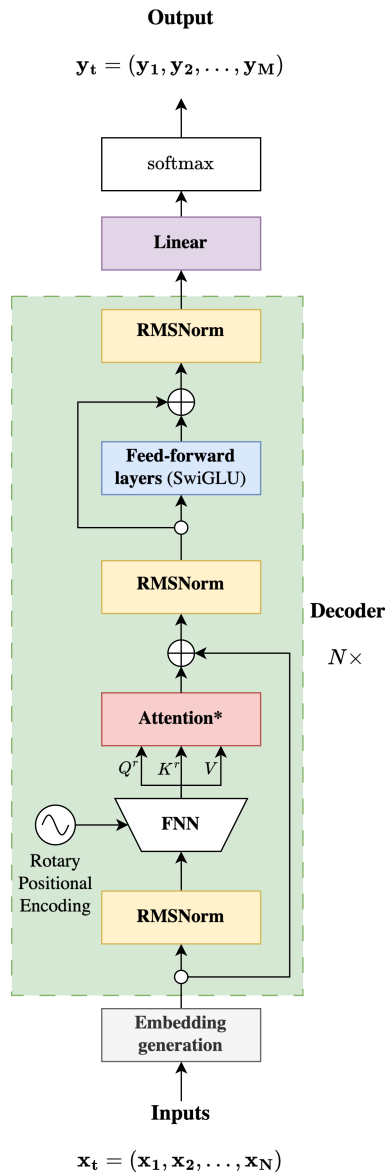 Output
y_t = (y_1, y_2, ..., y_M)
softmax
Linear
RMSNorm
Feed-forward
layers (SwiGLU)
RMSNorm
Decoder
N×
Attention*
Q^r K^r V
FNN
Rotary
Positional
Encoding
RMSNorm
Embedding
generation
Inputs
x_t = (x_1, x_2, ..., x_N)